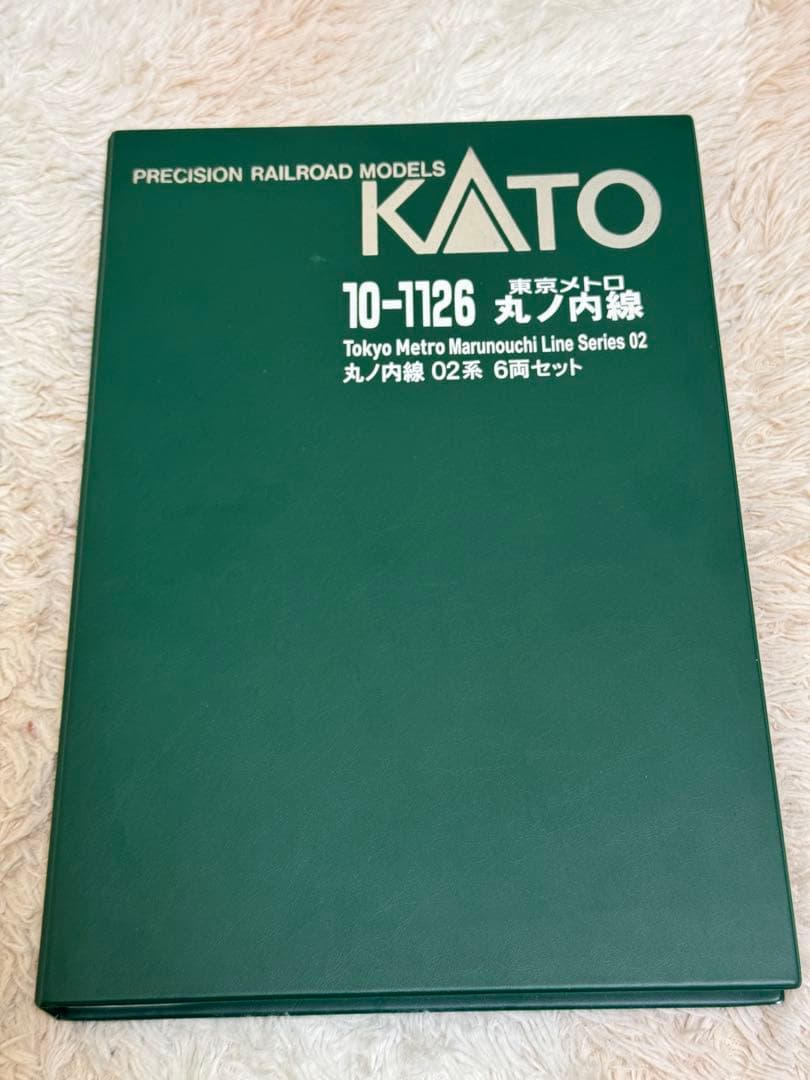 PRECISION RAILROAD MODELS
KATO
10-1126 東京メトロ 丸ノ内線
Tokyo Metro Marunouchi Line Series 02
丸ノ内線 02系 6両セット